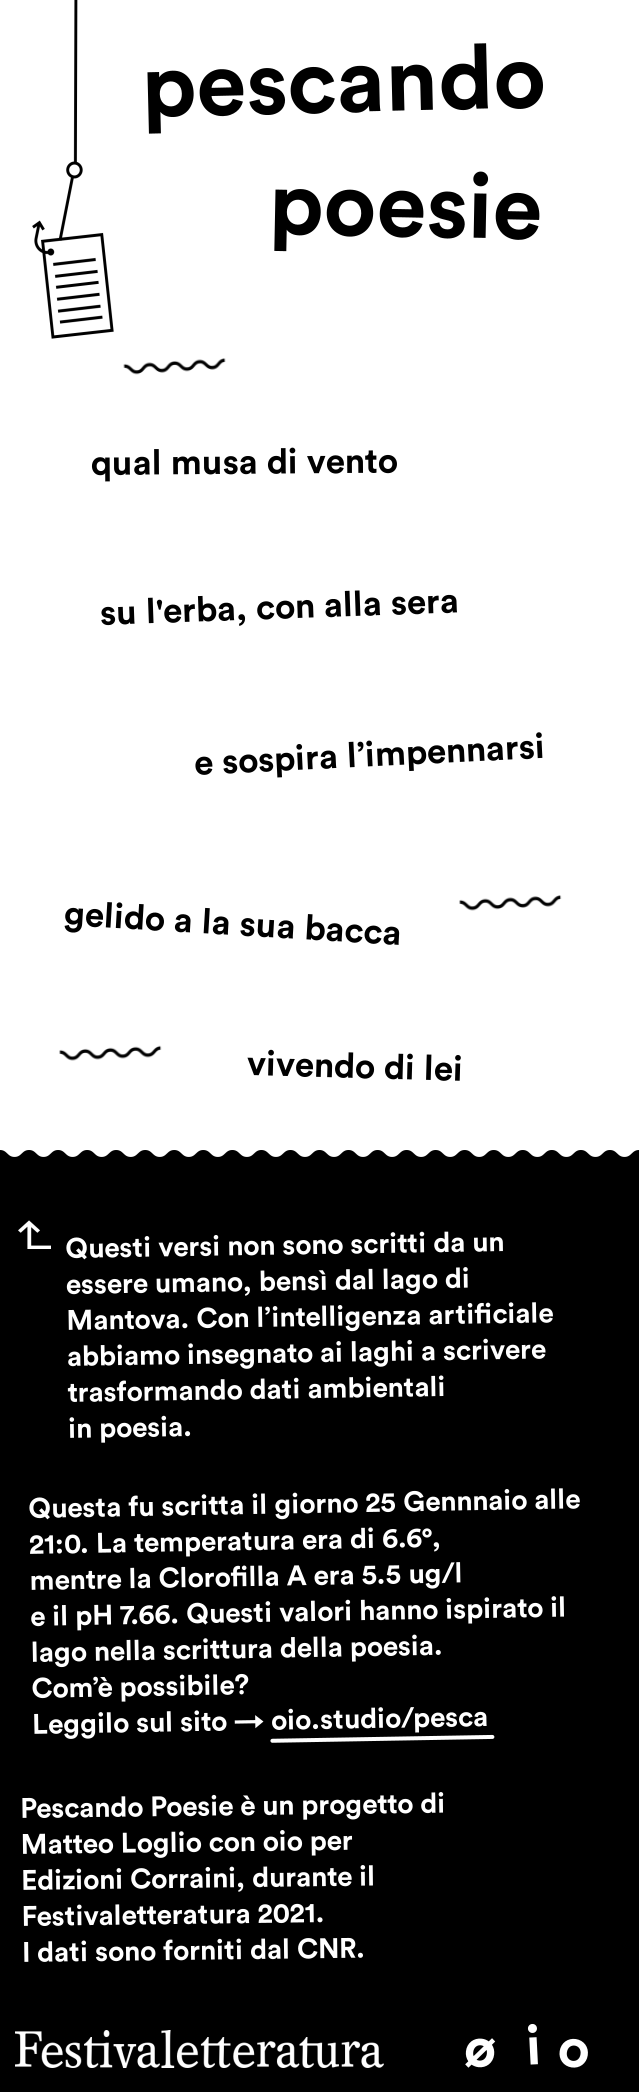 pescando
poesie
qual musa di vento
su l'erba, con alla sera
e sospira l’impennarsi
gelido a la sua bacca
vivendo di lei
Questi versi non sono scritti da un
essere umano, bensì dal lago di
Mantova. Con l’intelligenza artificiale
abbiamo insegnato ai laghi a scrivere
trasformando dati ambientali
in poesia.
Questa fu scritta il giorno 25 Gennnaio alle
21:0. La temperatura era di 6.6°,
mentre la Clorofilla A era 5.5 ug/l
e il pH 7.66. Questi valori hanno ispirato il
lago nella scrittura della poesia.
Com’è possibile?
Leggilo sul sito → oio.studio/pesca
Pescando Poesie è un progetto di
Matteo Loglio con oio per
Edizioni Corraini, durante il
Festivaletteratura 2021.
I dati sono forniti dal CNR.
Festivaletteratura ø i o